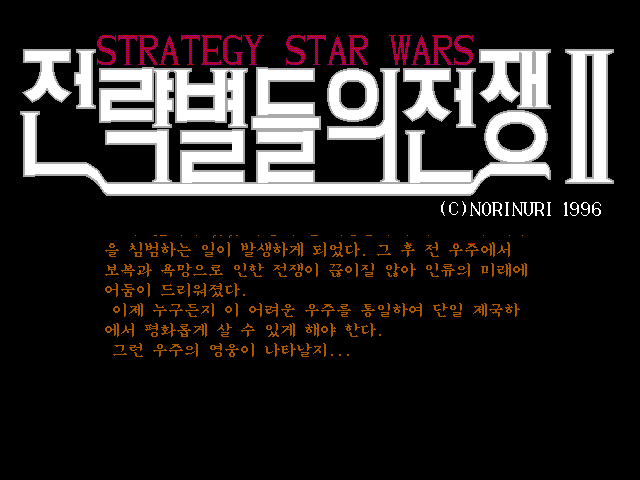 STRATEGY STAR WARS
전략별들의전쟁 II
(C)NORINURI 1996
을 침범하는 일이 발생하게 되었다. 그 후 전 우주에서
보복과 욕망으로 인한 전쟁이 끊이질 않아 인류의 미래에
어둠이 드리워졌다.
이제 누구든지 이 어려운 우주를 통일하여 단일 제국하
에서 평화롭게 살 수 있게 해야 한다.
그런 우주의 영웅이 나타날지...